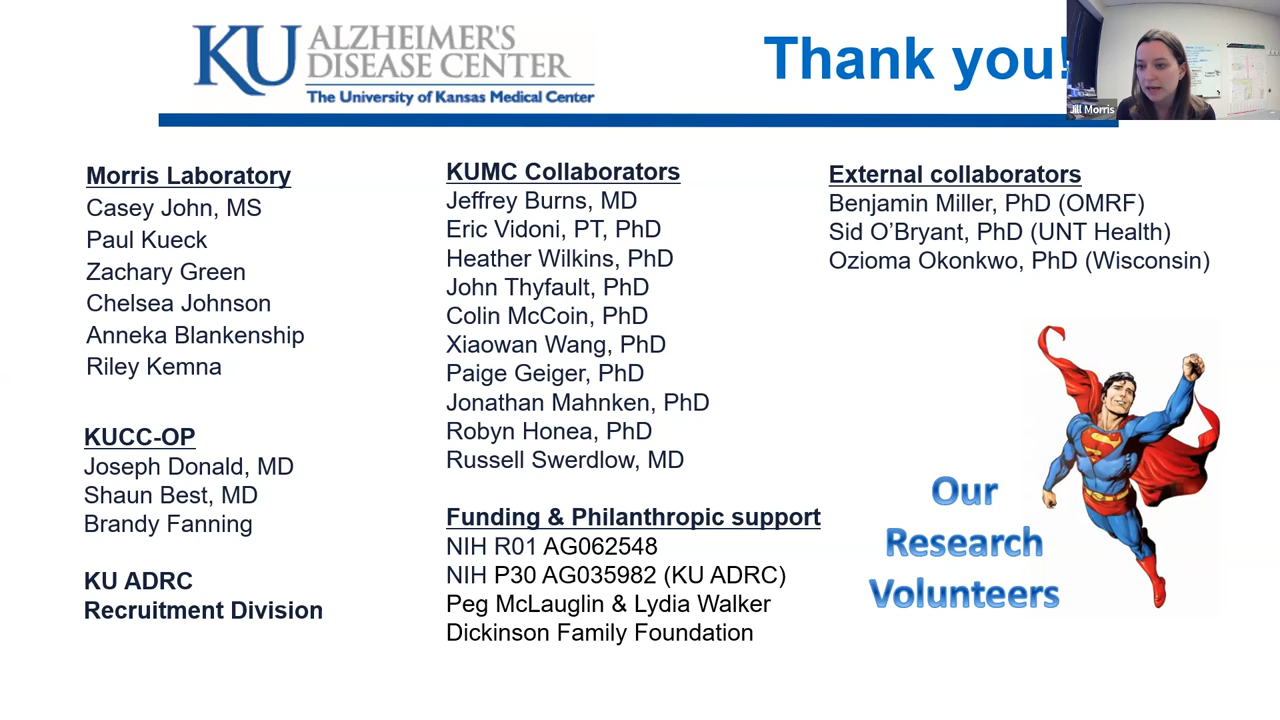 KU ALZHEIMER'S
DISEASE CENTER
The University of Kansas Medical Center
Thank you!
Jill Morris
Morris Laboratory
Casey John, MS
Paul Kueck
Zachary Green
Chelsea Johnson
Anneka Blankenship
Riley Kemna
KUCC-OP
Joseph Donald, MD
Shaun Best, MD
Brandy Fanning
KU ADRC
Recruitment Division
KUMC Collaborators
Jeffrey Burns, MD
Eric Vidoni, PT, PhD
Heather Wilkins, PhD
John Thyfault, PhD
Colin McCoin, PhD
Xiaowan Wang, PhD
Paige Geiger, PhD
Jonathan Mahnken, PhD
Robyn Honea, PhD
Russell Swerdlow, MD
Funding & Philanthropic support
NIH R01 AG062548
NIH P30 AG035982 (KU ADRC)
Peg McLauglin & Lydia Walker
Dickinson Family Foundation
External collaborators
Benjamin Miller, PhD (OMRF)
Sid O’Bryant, PhD (UNT Health)
Ozioma Okonkwo, PhD (Wisconsin)
Our
Research
Volunteers